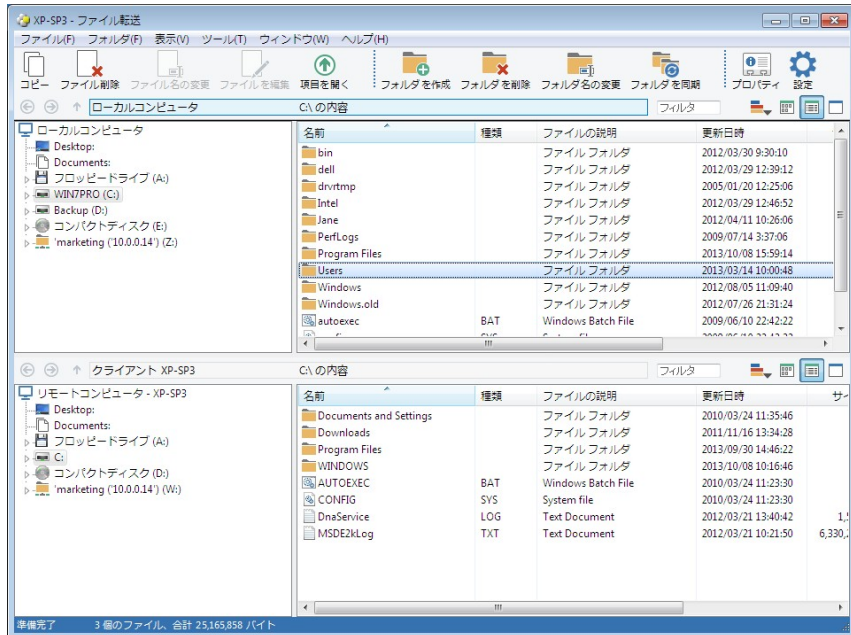 XP-SP3 - ファイル転送
ファイル(F) フォルダ(F) 表示(V) ツール(T) ウィンドウ(W) ヘルプ(H)
コピー ファイル削除 ファイル名の変更 ファイルを編集 項目を開く フォルダを作成 フォルダを削除 フォルダ名の変更 フォルダを同期 プロパティ 設定
ローカルコンピュータ C:\ の内容 フィルタ
ローカルコンピュータ
Desktop:
Documents:
フロッピードライブ (A:)
WIN7PRO (C:)
Backup (D:)
コンパクトディスク (E:)
'marketing ('10.0.0.14') (Z:)
名前 種類 ファイルの説明 更新日時
bin ファイル フォルダ 2012/03/30 9:30:10
dell ファイル フォルダ 2012/03/29 12:39:12
drvrtmp ファイル フォルダ 2005/01/20 12:25:06
Intel ファイル フォルダ 2012/03/29 12:46:52
Jane ファイル フォルダ 2012/04/11 10:26:06
PerfLogs ファイル フォルダ 2009/07/14 3:37:06
Program Files ファイル フォルダ 2013/10/08 15:59:14
Users ファイル フォルダ 2013/03/14 10:00:48
Windows ファイル フォルダ 2012/08/05 11:09:40
Windows.old ファイル フォルダ 2012/07/26 21:31:24
autoexec BAT Windows Batch File 2009/06/10 22:42:22
クライアント XP-SP3 C:\ の内容 フィルタ
リモートコンピュータ - XP-SP3
Desktop:
Documents:
フロッピードライブ (A:)
C:
コンパクトディスク (D:)
'marketing ('10.0.0.14') (W:)
名前 種類 ファイルの説明 更新日時 サイ
Documents and Settings ファイル フォルダ 2010/03/24 11:35:46
Downloads ファイル フォルダ 2011/11/16 13:34:28
Program Files ファイル フォルダ 2013/09/30 14:46:22
WINDOWS ファイル フォルダ 2013/10/08 10:16:46
AUTOEXEC BAT Windows Batch File 2010/03/24 11:23:30
CONFIG SYS System file 2010/03/24 11:23:30
DnaService LOG Text Document 2012/03/21 13:40:42 1,5
MSDE2kLog TXT Text Document 2012/03/21 10:21:50 6,330,2
準備完了 3 個のファイル、合計 25,165,858 バイト